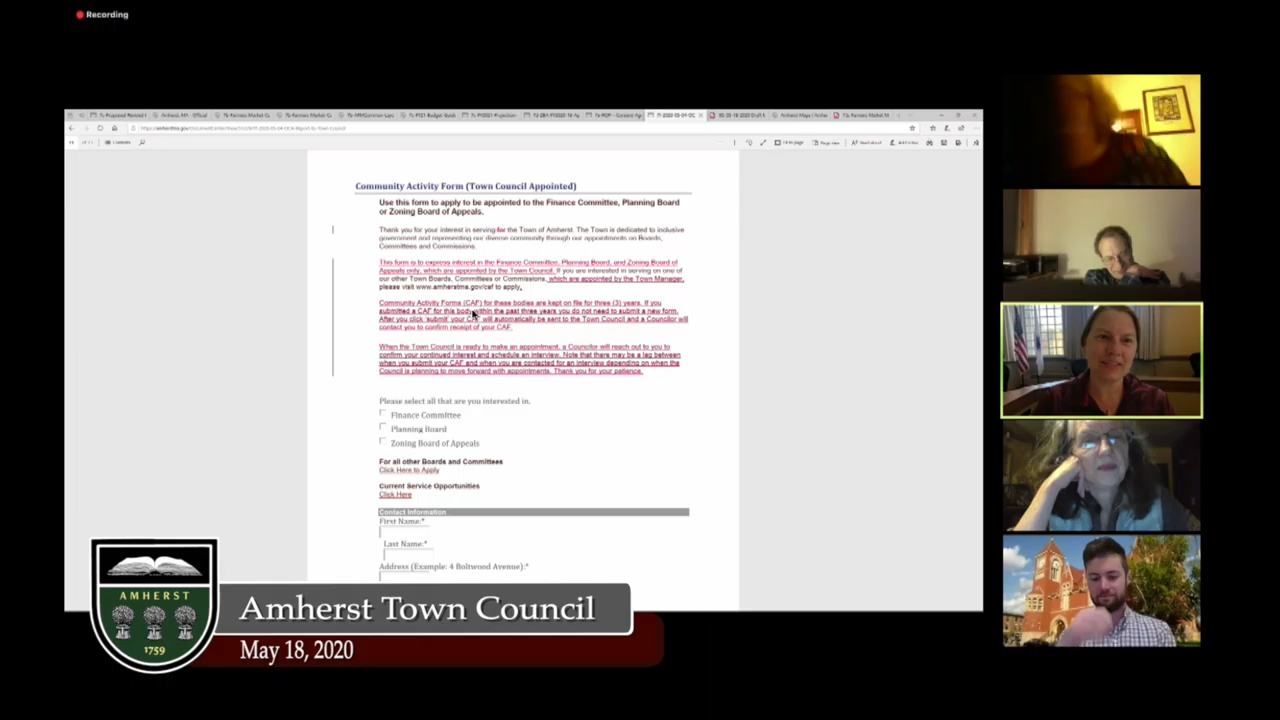 Recording
Community Activity Form (Town Council Appointed)
Use this form to apply to be appointed to the Finance Committee, Planning Board
or Zoning Board of Appeals.
Thank you for your interest in serving for the Town of Amherst. The Town is dedicated to inclusive
government and representing our diverse community through our appointments on Boards,
Committees and Commissions.
This form is to express interest in the Finance Committee, Planning Board, and Zoning Board of
Appeals only, which are appointed by the Town Council. If you are interested in serving on one of
our other Town Boards, Committees or Commissions, which are appointed by the Town Manager,
please visit www.amherstma.gov/caf to apply.
Community Activity Forms (CAF) for these bodies are kept on file for three (3) years. If you
submitted a CAF for this body within the past three years you do not need to submit a new form.
After you click 'submit' your CAF will automatically be sent to the Town Council and a Councilor will
contact you to confirm receipt of your CAF.
When the Town Council is ready to make an appointment, a Councilor will reach out to you to
confirm your continued interest and schedule an interview. Note that there may be a lag between
when you submit your CAF and when you are contacted for an interview depending on when the
Council is planning to move forward with appointments. Thank you for your patience.
Please select all that are you interested in.
Finance Committee
Planning Board
Zoning Board of Appeals
For all other Boards and Committees
Click Here to Apply
Current Service Opportunities
Click Here
Contact Information
First Name:*
Last Name:*
Address (Example: 4 Boltwood Avenue):*
AMHERST
1759
Amherst Town Council
May 18, 2020